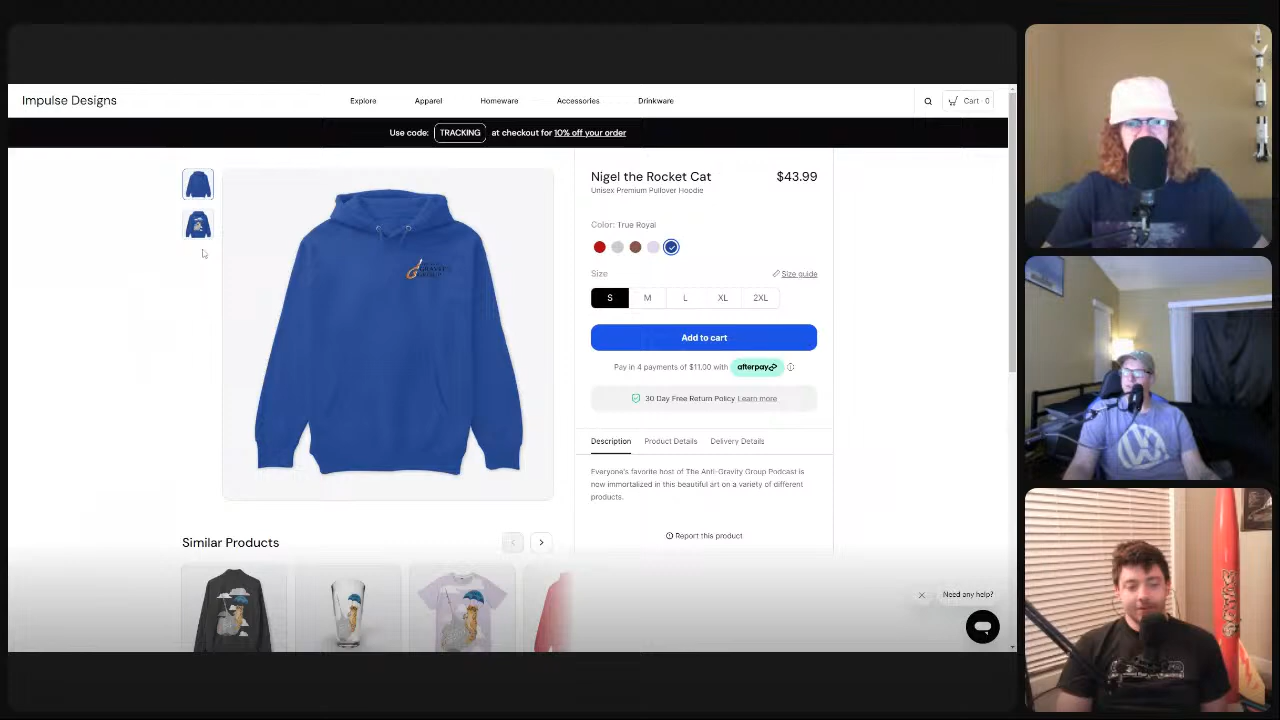 Impulse Designs
Explore
Apparel
Homeware
Accessories
Drinkware
Cart · 0
Use code: TRACKING at checkout for 10% off your order
Nigel the Rocket Cat
$43.99
Unisex Premium Pullover Hoodie
Color: True Royal
Size
Size guide
S
M
L
XL
2XL
Add to cart
Pay in 4 payments of $11.00 with afterpay
30 Day Free Return Policy Learn more
Description
Product Details
Delivery Details
Everyone's favorite host of The Anti-Gravity Group Podcast is
now immortalized in this beautiful art on a variety of different
products.
Report this product
Similar Products
Need any help?